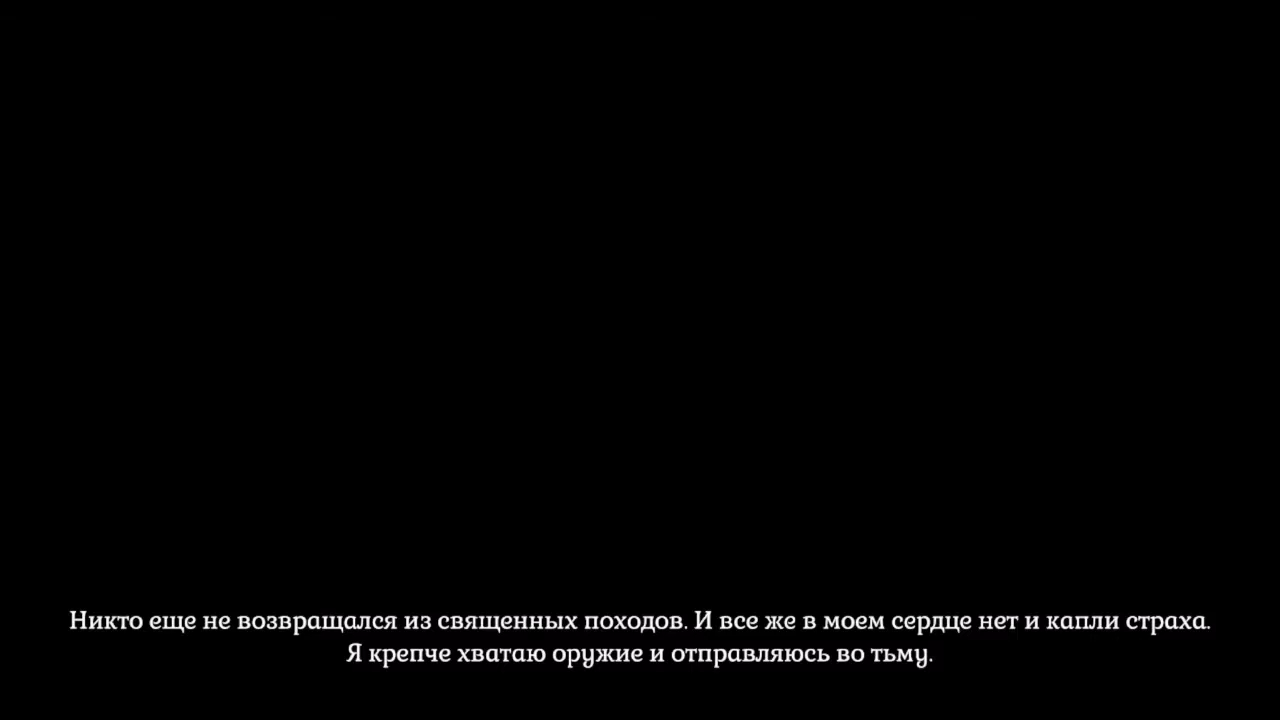 Никто еще не возвращался из священных походов. И все же в моем сердце нет и капли страха.
Я крепче хватаю оружие и отправляюсь во тьму.